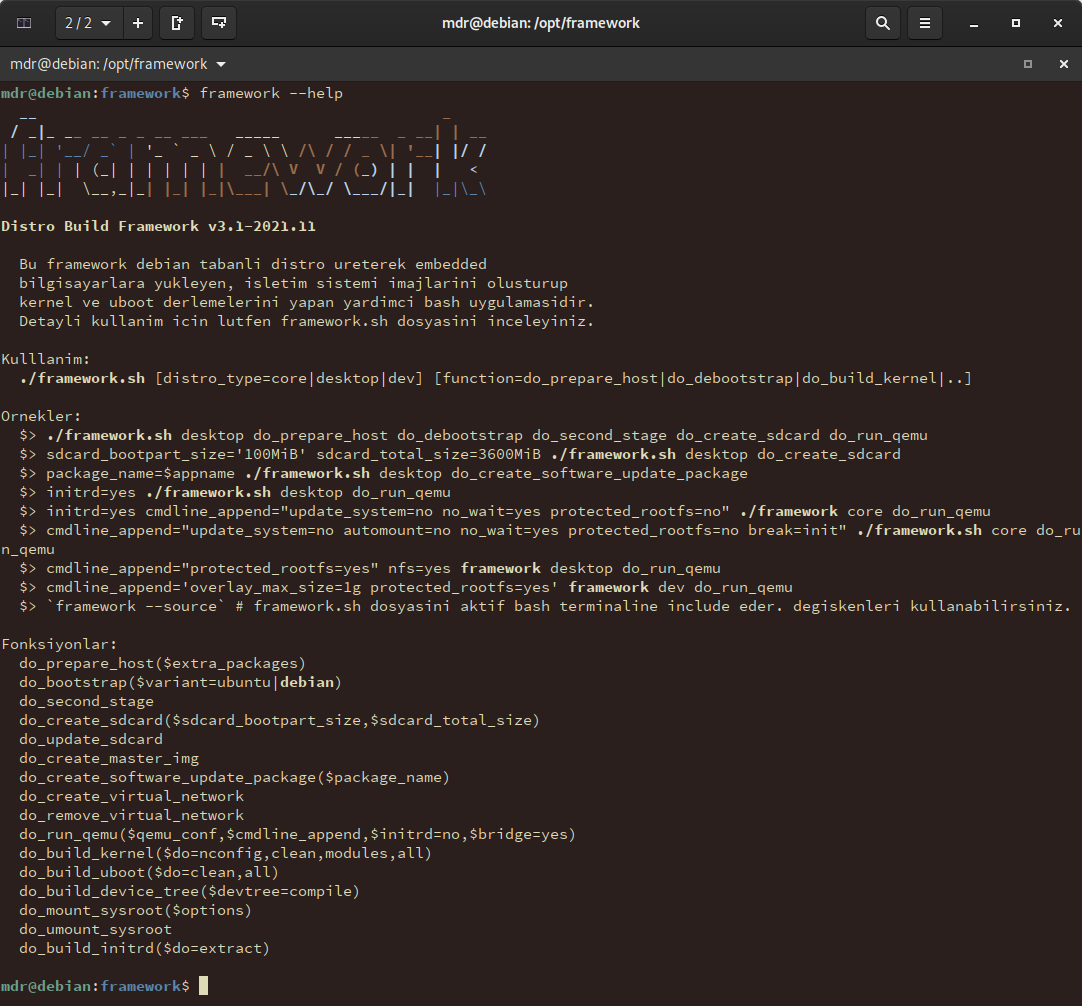 2 / 2
mdr@debian: /opt/framework
mdr@debian: /opt/framework
mdr@debian:framework$ framework --help
framework
Distro Build Framework v3.1-2021.11
Bu framework debian tabanli distro ureterek embedded
bilgisayarlara yukleyen, isletim sistemi imajlarini olusturup
kernel ve uboot derlemelerini yapan yardimci bash uygulamasidir.
Detayli kullanim icin lutfen framework.sh dosyasini inceleyiniz.
Kulllanim:
./framework.sh [distro_type=core|desktop|dev] [function=do_prepare_host|do_debootstrap|do_build_kernel|..]
Ornekler:
$> ./framework.sh desktop do_prepare_host do_debootstrap do_second_stage do_create_sdcard do_run_qemu
$> sdcard_bootpart_size='100MiB' sdcard_total_size=3600MiB ./framework.sh desktop do_create_sdcard
$> package_name=$appname ./framework.sh desktop do_create_software_update_package
$> initrd=yes ./framework.sh desktop do_run_qemu
$> initrd=yes cmdline_append="update_system=no no_wait=yes protected_rootfs=no" ./framework core do_run_qemu
$> cmdline_append="update_system=no automount=no no_wait=yes protected_rootfs=no break=init" ./framework.sh core do_ru
n_qemu
$> cmdline_append="protected_rootfs=yes" nfs=yes framework desktop do_run_qemu
$> cmdline_append='overlay_max_size=1g protected_rootfs=yes' framework dev do_run_qemu
$> `framework --source` # framework.sh dosyasini aktif bash terminaline include eder. degiskenleri kullanabilirsiniz.
Fonksiyonlar:
do_prepare_host($extra_packages)
do_bootstrap($variant=ubuntu|debian)
do_second_stage
do_create_sdcard($sdcard_bootpart_size,$sdcard_total_size)
do_update_sdcard
do_create_master_img
do_create_software_update_package($package_name)
do_create_virtual_network
do_remove_virtual_network
do_run_qemu($qemu_conf,$cmdline_append,$initrd=no,$bridge=yes)
do_build_kernel($do=nconfig,clean,modules,all)
do_build_uboot($do=clean,all)
do_build_device_tree($devtree=compile)
do_mount_sysroot($options)
do_umount_sysroot
do_build_initrd($do=extract)
mdr@debian:framework$